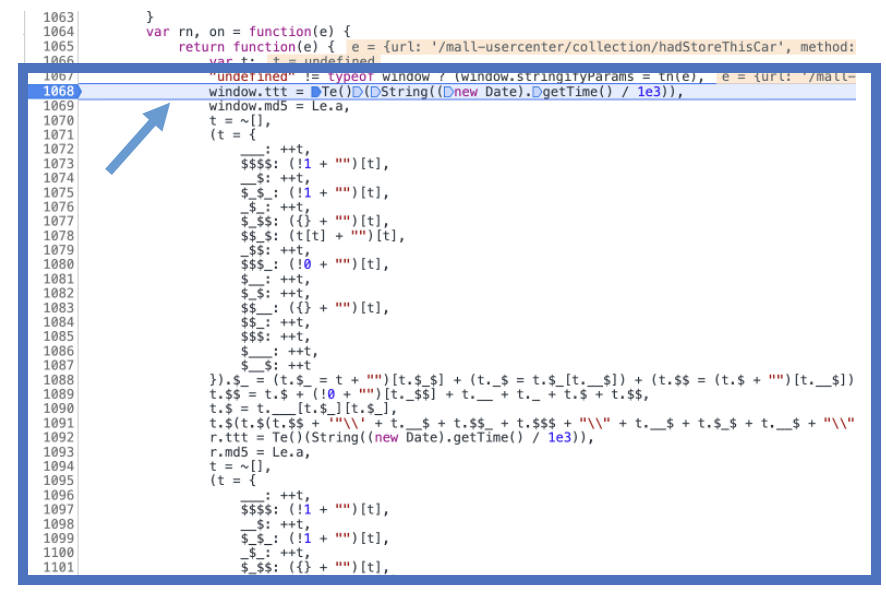 1063 }
1064 var rn, on = function(e) {
1065 return function(e) { e = {url: '/mall-usercenter/collection/hadStoreThisCar', method:
1066 var t; t = undefined
1067 "undefined" != typeof window ? (window.stringifyParams = tn(e), e = {url: '/mall-
1068 window.ttt = Te()(String((new Date).getTime() / 1e3)),
1069 window.md5 = Le.a,
1070 t = ~[],
1071 (t = {
1072 ___: ++t,
1073 $$$$: (!1 + "")[t],
1074 __$: ++t,
1075 $_$_: (!1 + "")[t],
1076 _$_: ++t,
1077 $_$$: ({} + "")[t],
1078 $$_$: (t[t] + "")[t],
1079 _$$: ++t,
1080 $$$_: (!0 + "")[t],
1081 $__: ++t,
1082 $_$: ++t,
1083 $$__: ({} + "")[t],
1084 $$_: ++t,
1085 $$$: ++t,
1086 $___: ++t,
1087 $__$: ++t
1088 }).$_ = (t.$_ = t + "")[t.$_$] + (t._$ = t.$_[t.__$]) + (t.$$ = (t.$ + "")[t.__$])
1089 t.$$ = t.$ + (!0 + "")[t._$$] + t.__ + t._ + t.$ + t.$$,
1090 t.$ = t.___[t.$_][t.$_],
1091 t.$(t.$(t.$$ + '"\\' + t.__$ + t.$$_ + t.$$$ + "\\" + t.__$ + t.$_$ + t.__$ + "\\"
1092 r.ttt = Te()(String((new Date).getTime() / 1e3)),
1093 r.md5 = Le.a,
1094 t = ~[],
1095 (t = {
1096 ___: ++t,
1097 $$$$: (!1 + "")[t],
1098 __$: ++t,
1099 $_$_: (!1 + "")[t],
1100 _$_: ++t,
1101 $_$$: ({} + "")[t],